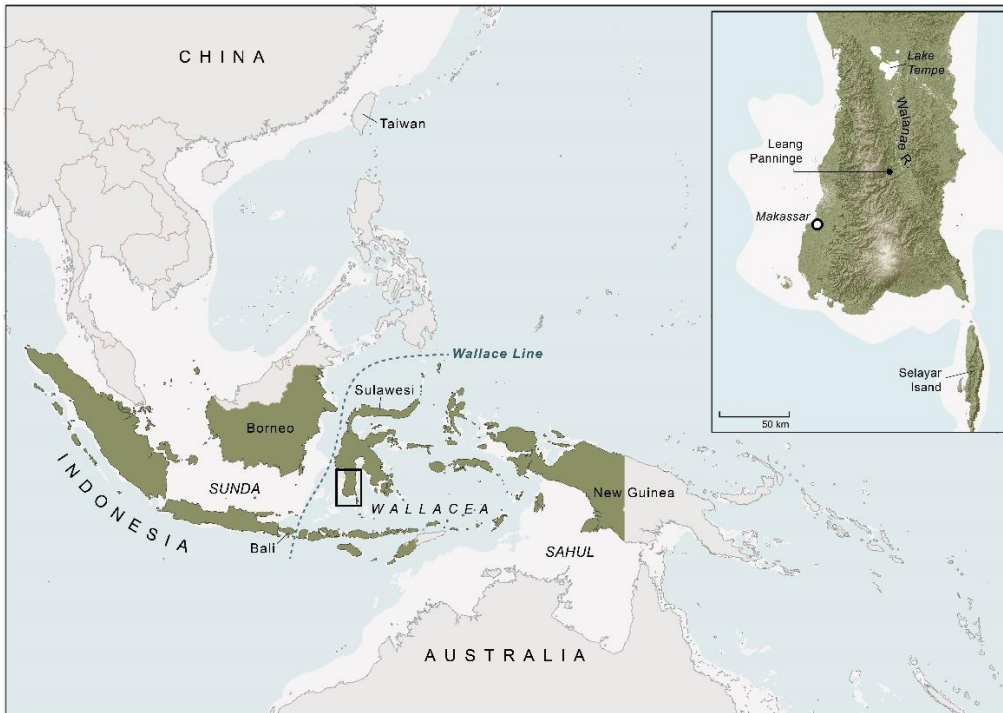 CHINA
Taiwan
Wallace Line
Sulawesi
Borneo
SUNDA
INDONESIA
WALLACEA
New Guinea
Bali
SAHUL
AUSTRALIA
Lake
Tempe
Walanae R.
Leang
Panninge
Makassar
Selayar
Isand
50 km